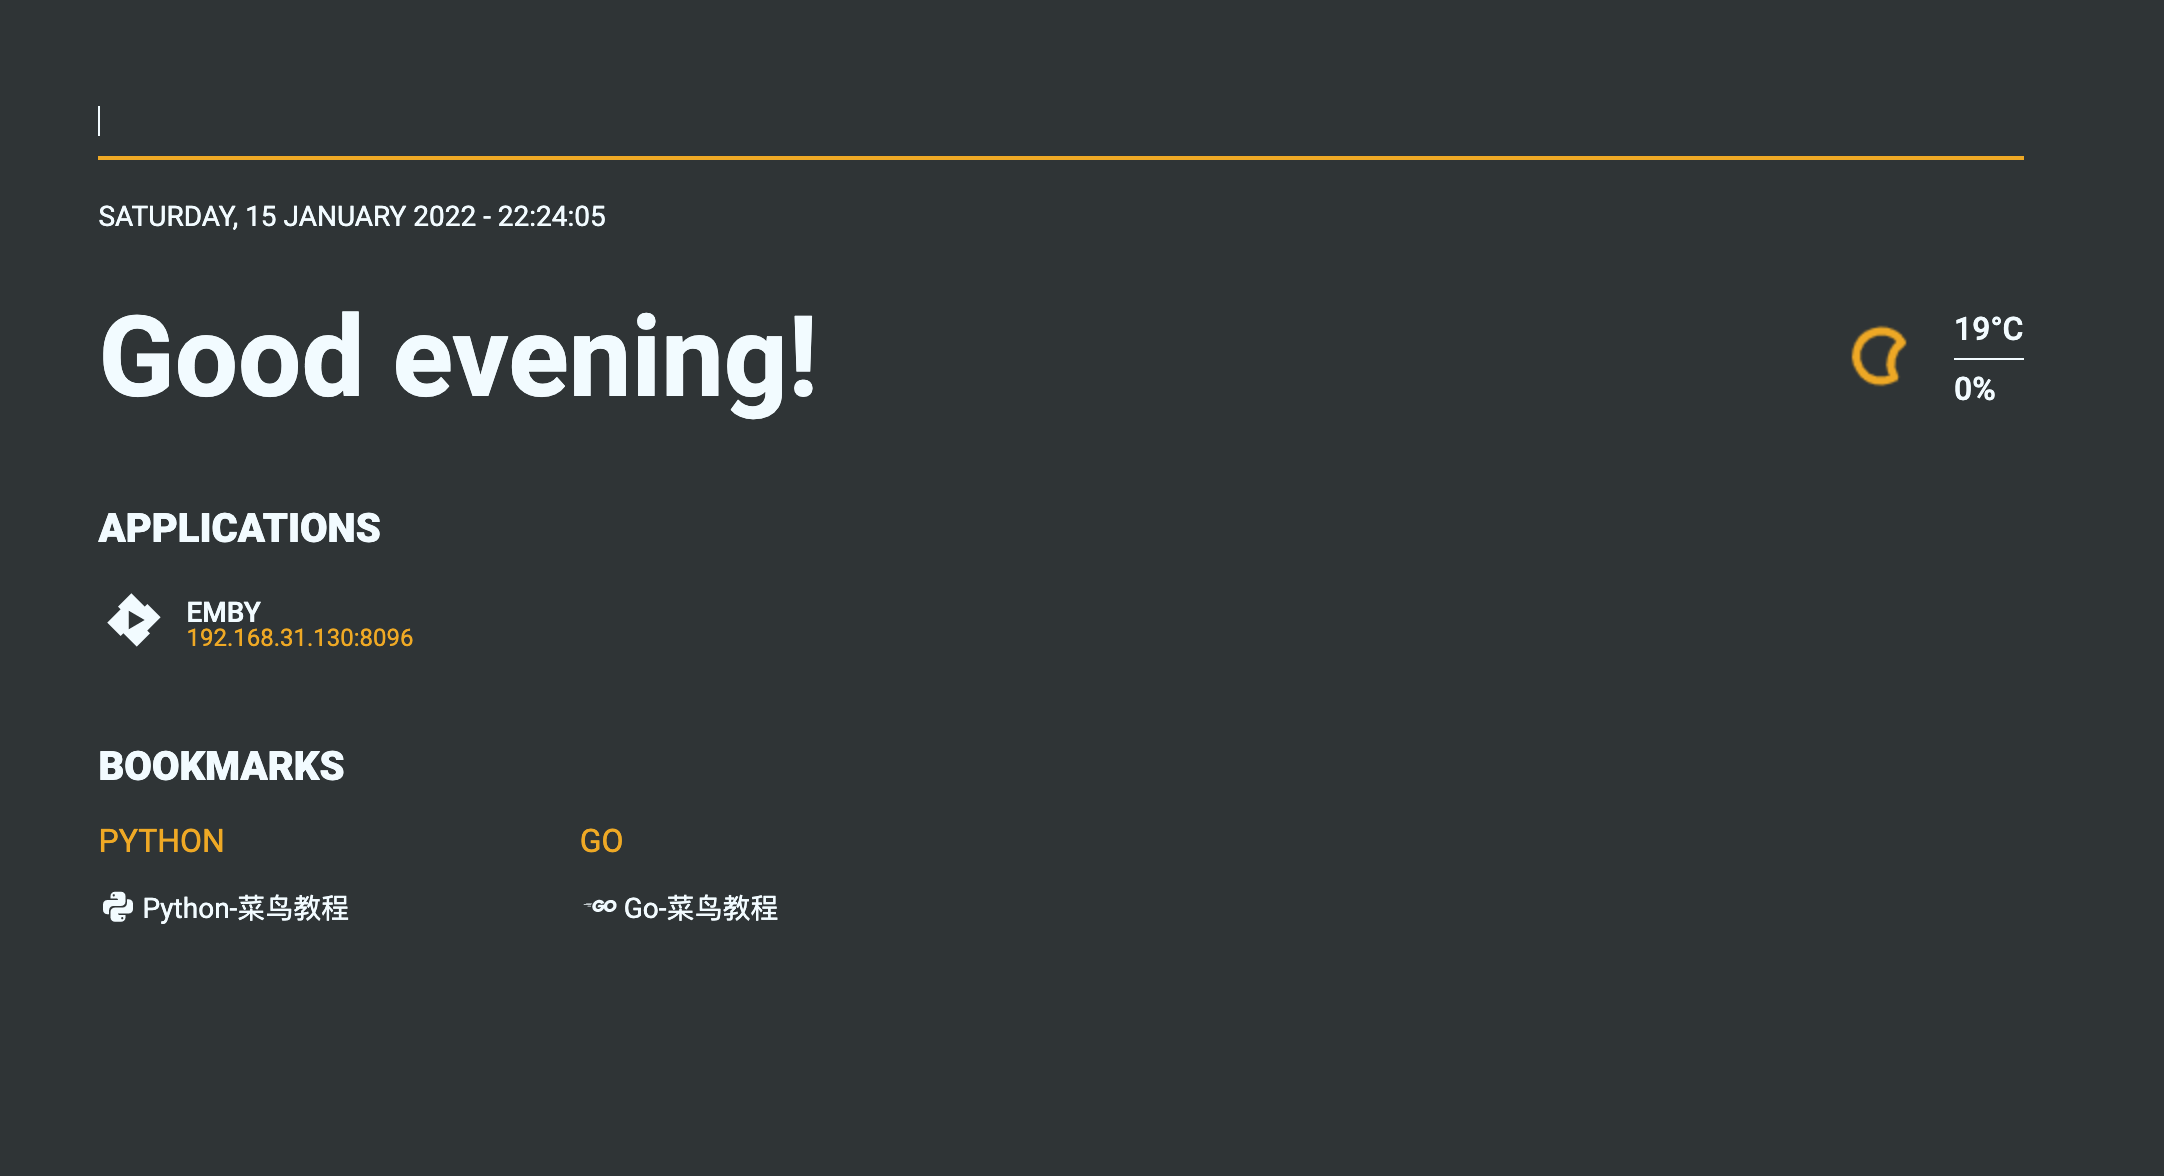 SATURDAY, 15 JANUARY 2022 - 22:24:05
Good evening!
19°C
0%
APPLICATIONS
EMBY
192.168.31.130:8096
BOOKMARKS
PYTHON
GO
Python-菜鸟教程
GO Go-菜鸟教程